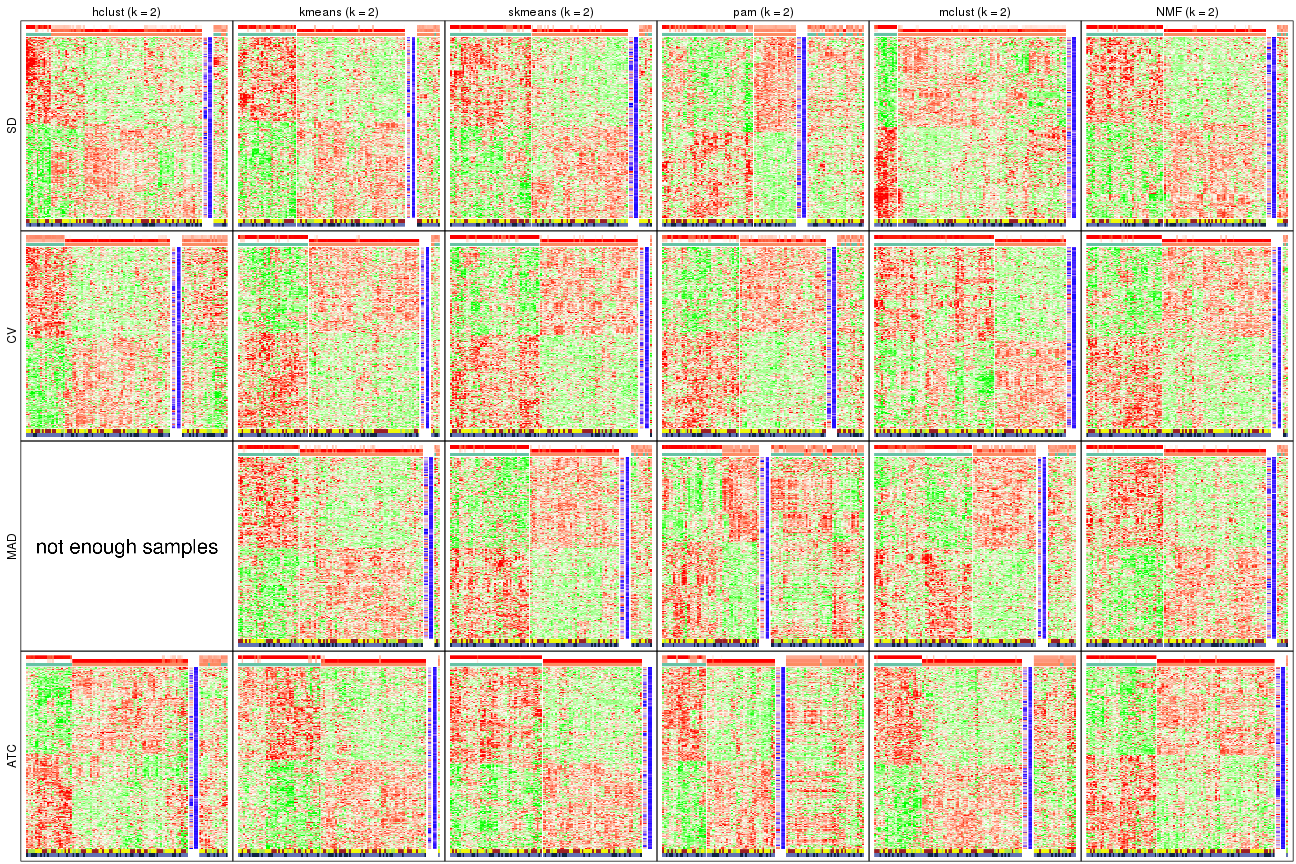 hclust (k = 2)
kmeans (k = 2)
skmeans (k = 2)
pam (k = 2)
mclust (k = 2)
NMF (k = 2)
SD
CV
MAD
not enough samples
ATC